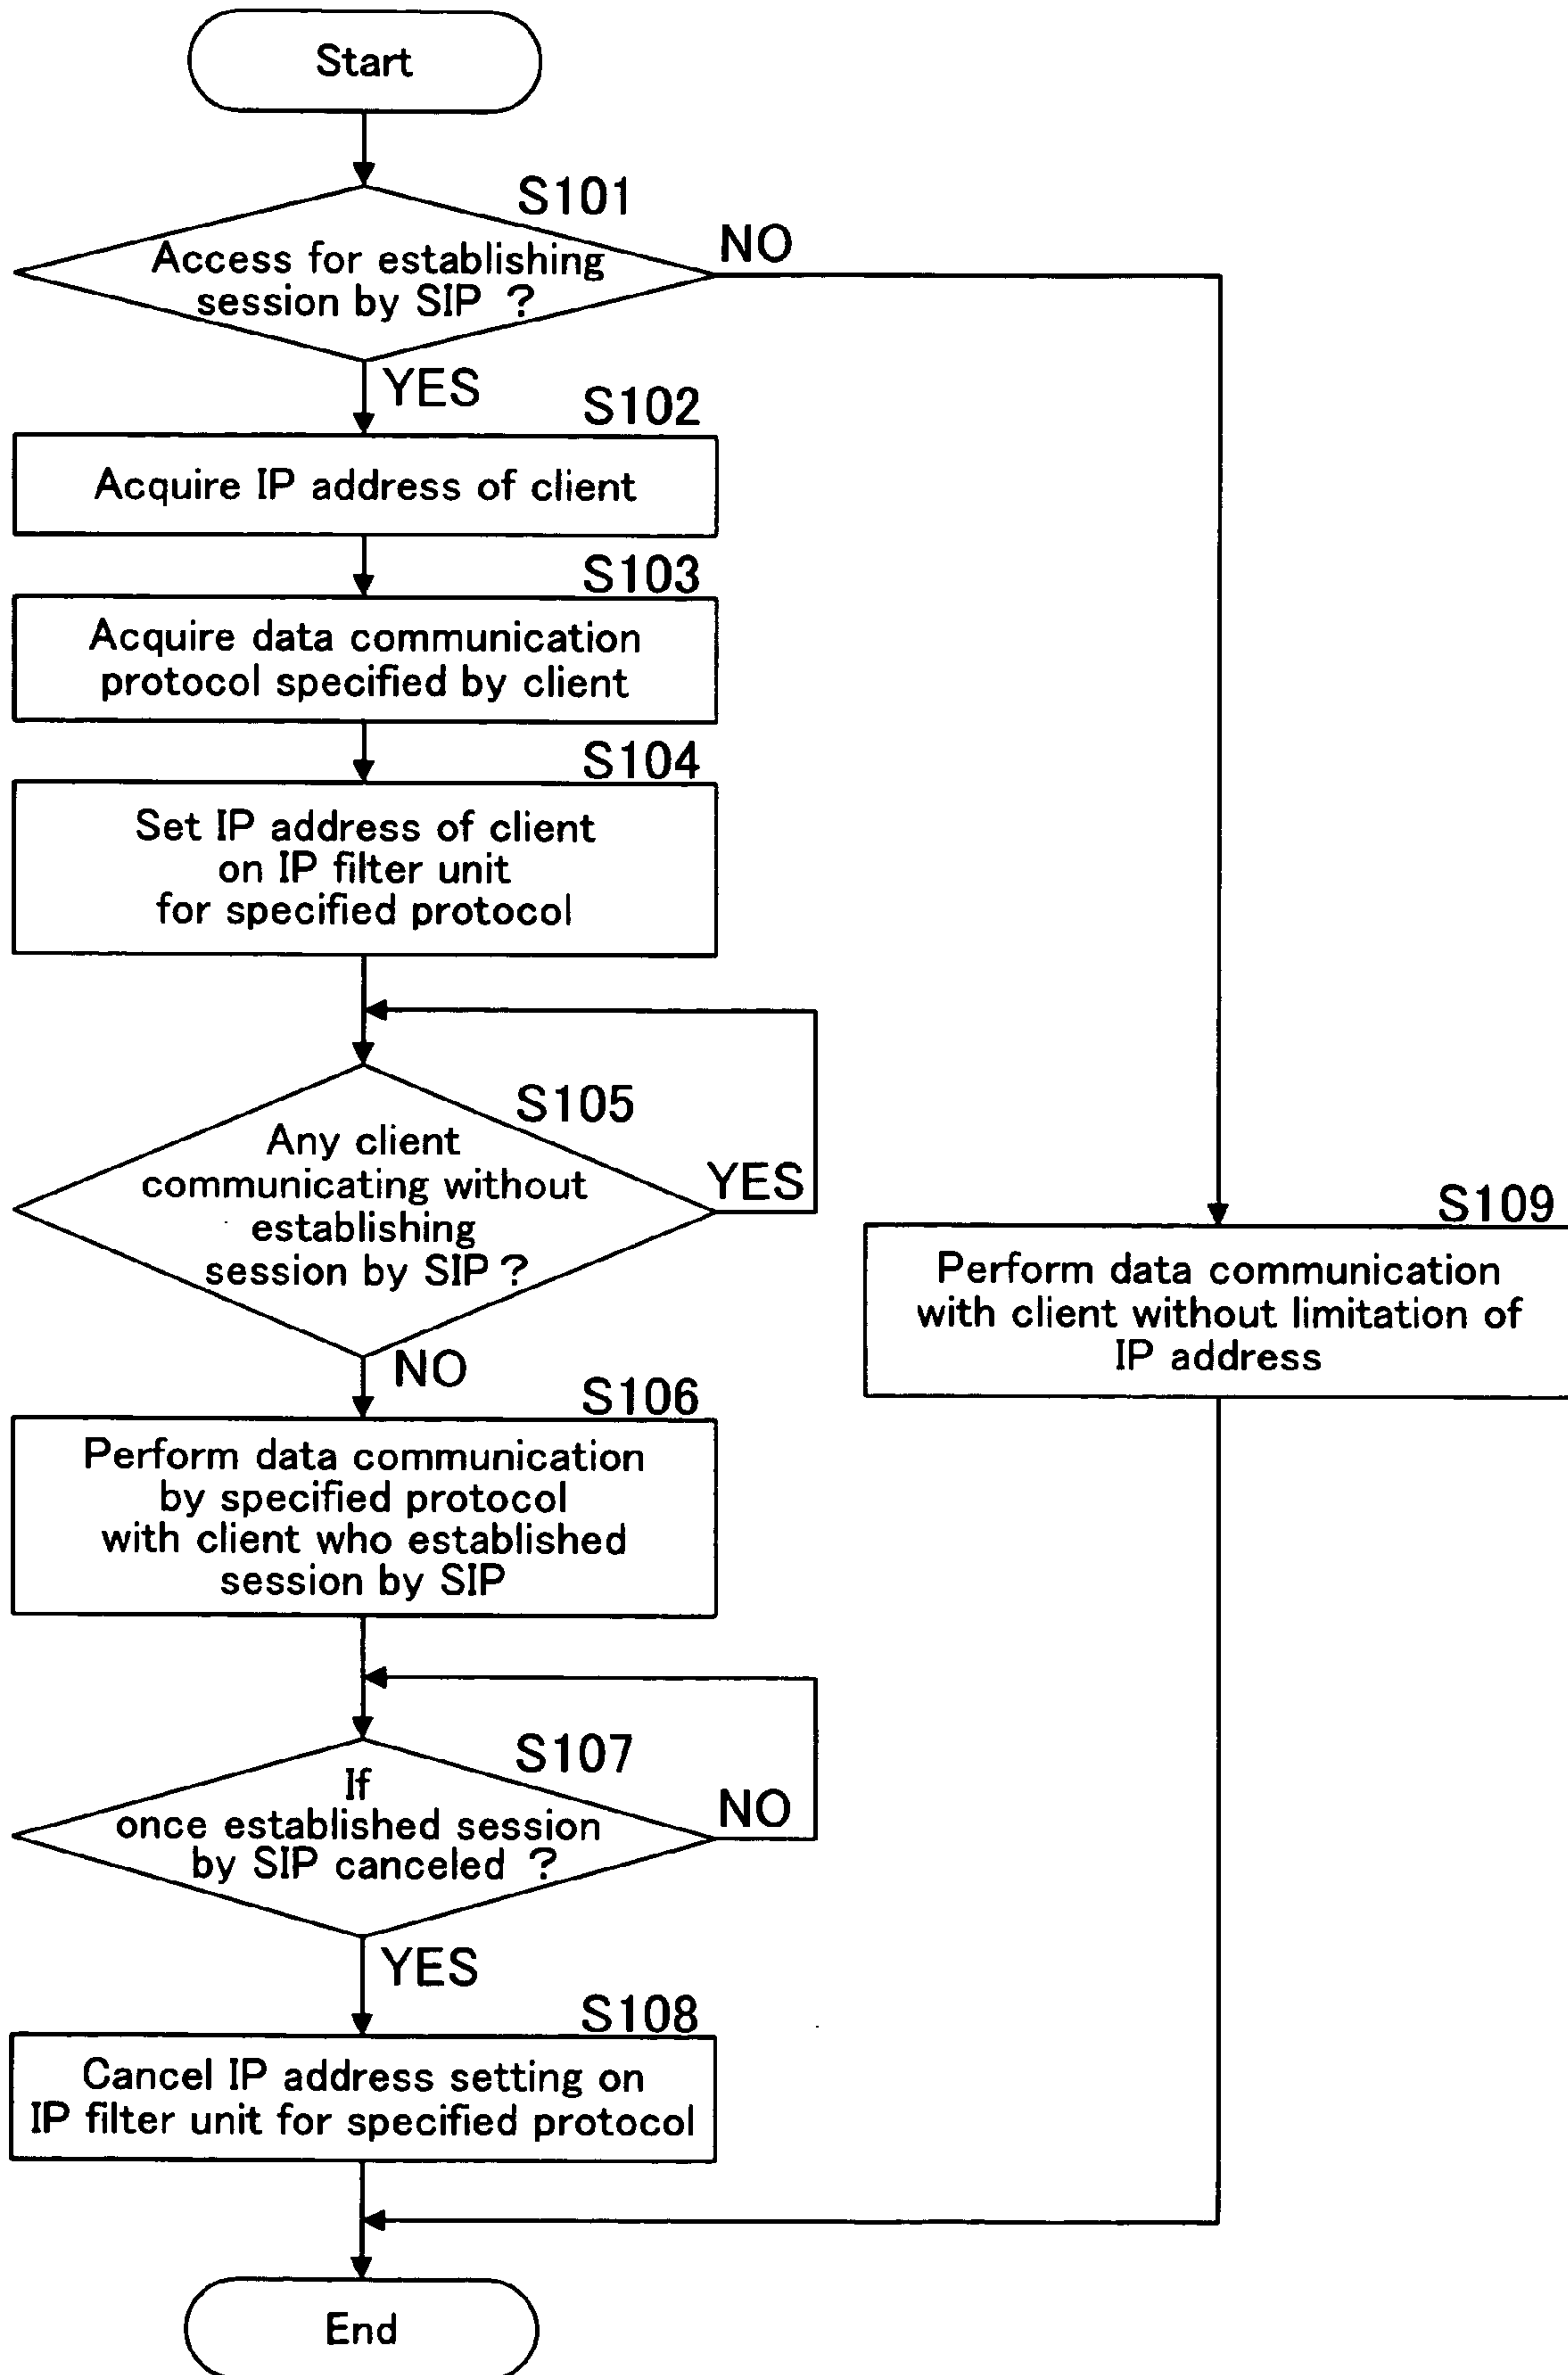 Start
S101
Access for establishing
session by SIP ?
NO
YES
S102
Acquire IP address of client
S103
Acquire data communication
protocol specified by client
S104
Set IP address of client
on IP filter unit
for specified protocol
S105
Any client
communicating without
establishing
session by SIP ?
YES
NO
S109
Perform data communication
with client without limitation of
IP address
S106
Perform data communication
by specified protocol
with client who established
session by SIP
S107
If
once established session
by SIP canceled ?
NO
YES
S108
Cancel IP address setting on
IP filter unit for specified protocol
End